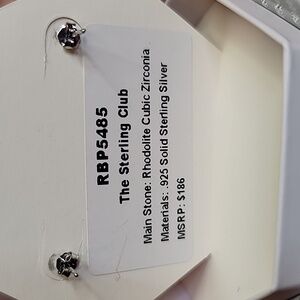 RBP5485
The Sterling Club
Main Stone: Rhodolite Cubic Zirconia
Materials: .925 Solid Sterling Silver
MSRP: $186